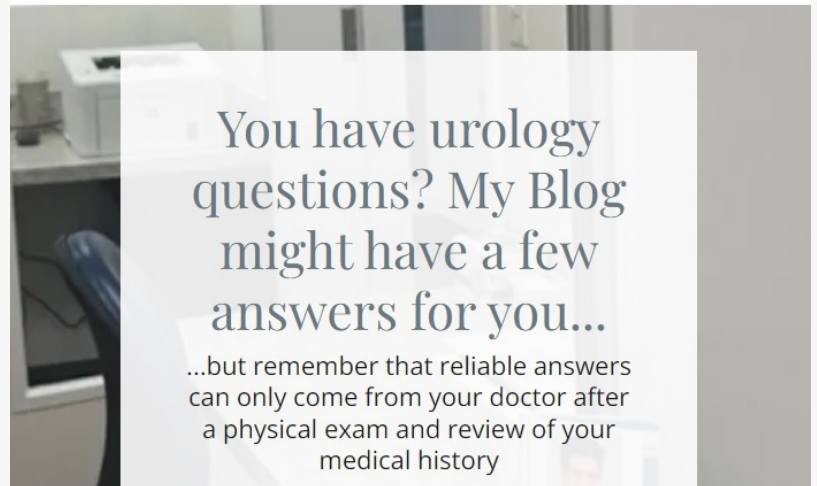 You have urology
questions? My Blog
might have a few
answers for you...
...but remember that reliable answers
can only come from your doctor after
a physical exam and review of your
medical history